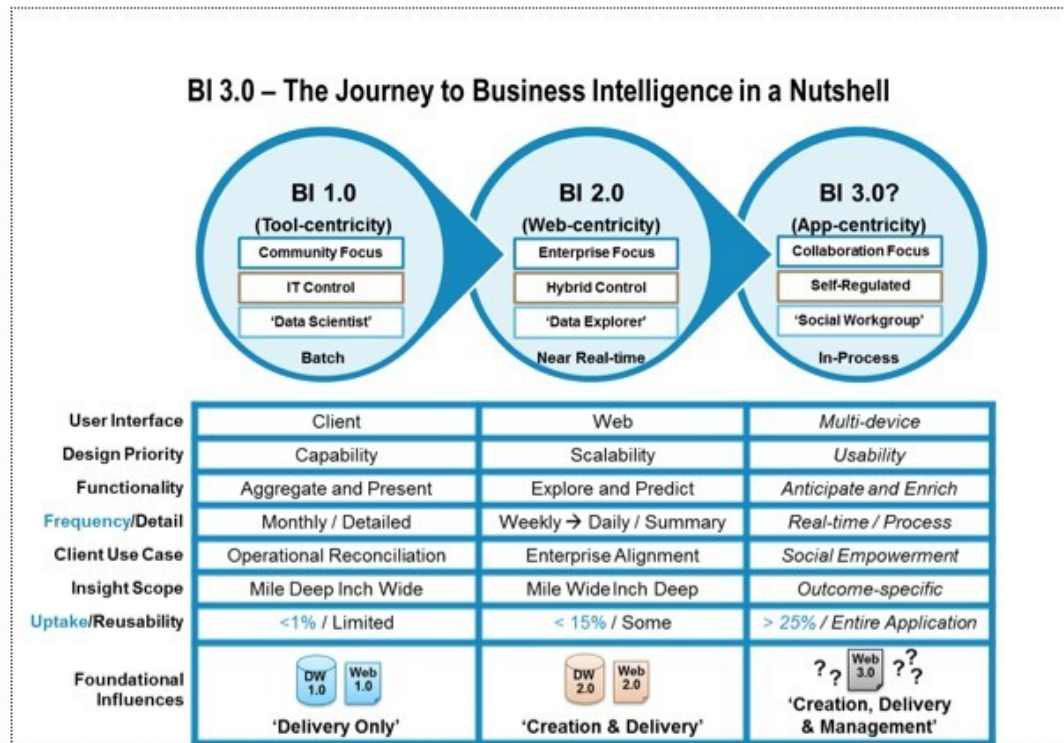 BI 3.0 – The Journey to Business Intelligence in a Nutshell
BI 1.0
(Tool-centricity)
Community Focus
IT Control
‘Data Scientist’
Batch
BI 2.0
(Web-centricity)
Enterprise Focus
Hybrid Control
‘Data Explorer’
Near Real-time
BI 3.0?
(App-centricity)
Collaboration Focus
Self-Regulated
‘Social Workgroup’
In-Process
User Interface Client Web Multi-device
Design Priority Capability Scalability Usability
Functionality Aggregate and Present Explore and Predict Anticipate and Enrich
Frequency/Detail Monthly / Detailed Weekly → Daily / Summary Real-time / Process
Client Use Case Operational Reconciliation Enterprise Alignment Social Empowerment
Insight Scope Mile Deep Inch Wide Mile Wide Inch Deep Outcome-specific
Uptake/Reusability <1% / Limited < 15% / Some > 25% / Entire Application
Foundational
Influences
DW
1.0
Web
1.0
‘Delivery Only’
DW
2.0
Web
2.0
‘Creation & Delivery’
? ? Web
3.0
? ? ?
‘Creation, Delivery
& Management’